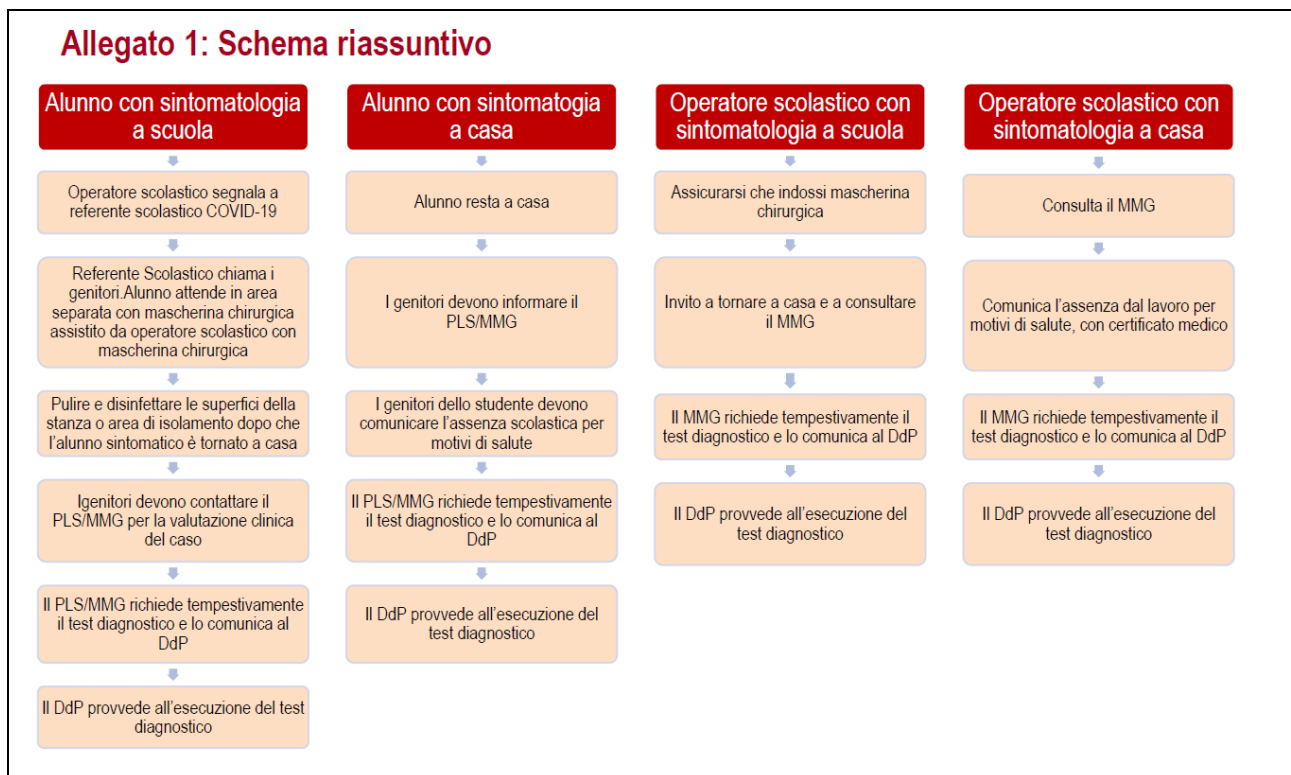 Allegato 1: Schema riassuntivo
Alunno con sintomatologia
a scuola
Operatore scolastico segnala a
referente scolastico COVID-19
Referente Scolastico chiama i
genitori.Alunno attende in area
separata con mascherina chirurgica
assistito da operatore scolastico con
mascherina chirurgica
Pulire e disinfettare le superfici della
stanza o area di isolamento dopo che
l'alunno sintomatico è tornato a casa
Igenitori devono contattare il
PLS/MMG per la valutazione clinica
del caso
Il PLS/MMG richiede tempestivamente
il test diagnostico e lo comunica al
DdP
Il DdP provvede all'esecuzione del test
diagnostico
Alunno con sintomatogia
a casa
Alunno resta a casa
I genitori devono informare il
PLS/MMG
I genitori dello studente devono
comunicare l'assenza scolastica per
motivi di salute
Il PLS/MMG richiede tempestivamente
il test diagnostico e lo comunica al
DdP
Il DdP provvede all'esecuzione del
test diagnostico
Operatore scolastico con
sintomatologia a scuola
Assicurarsi che indossi mascherina
chirurgica
Invito a tornare a casa e a consultare
il MMG
Il MMG richiede tempestivamente il
test diagnostico e lo comunica al DdP
Il DdP provvede all'esecuzione del
test diagnostico
Operatore scolastico con
sintomatologia a casa
Consulta il MMG
Comunica l'assenza dal lavoro per
motivi di salute, con certificato medico
Il MMG richiede tempestivamente il
test diagnostico e lo comunica al DdP
Il DdP provvede all'esecuzione del
test diagnostico